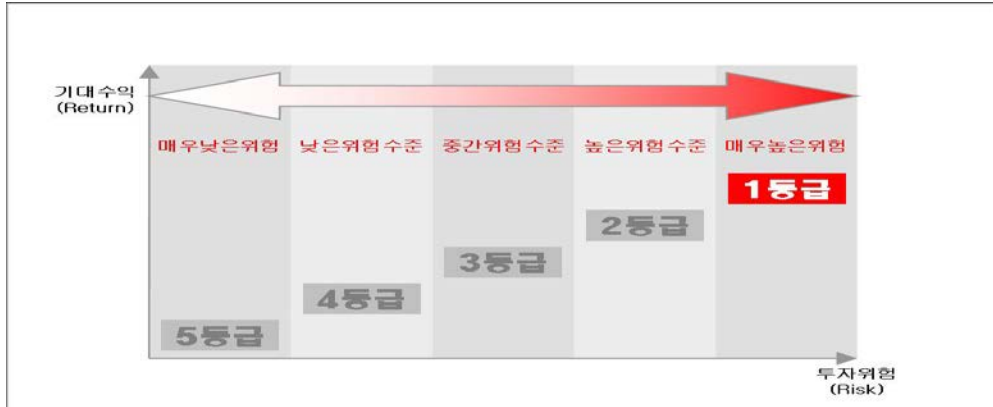 기대수익
(Return)
매우낮은위험 낮은위험수준 중간위험수준 높은위험수준 매우높은위험
1등급
2등급
3등급
4등급
5등급
투자위험
(Risk)